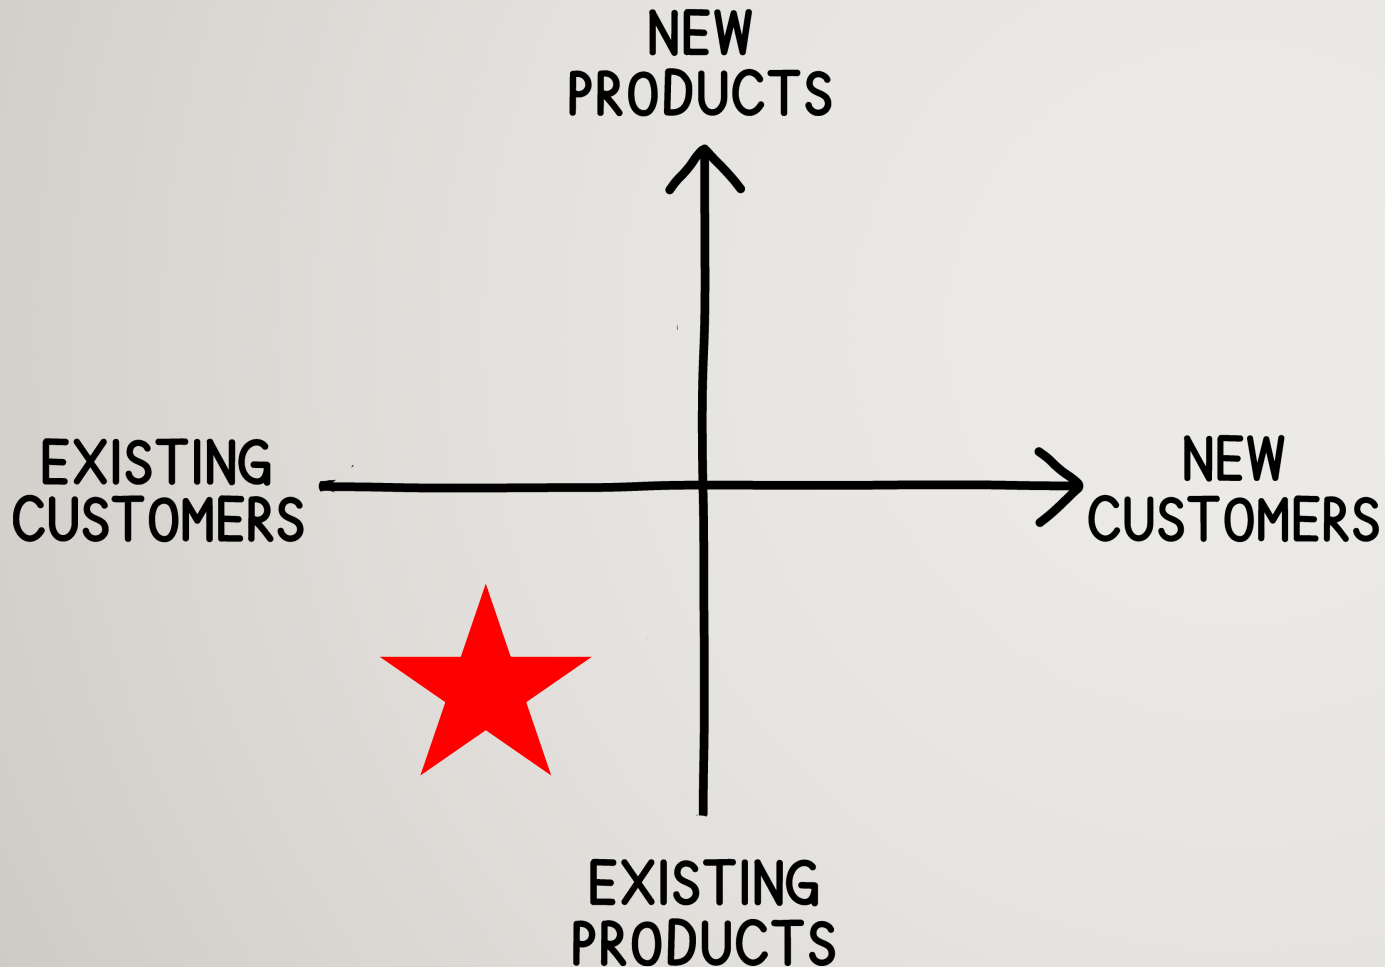 NEW
PRODUCTS
EXISTING
CUSTOMERS
NEW
CUSTOMERS
EXISTING
PRODUCTS